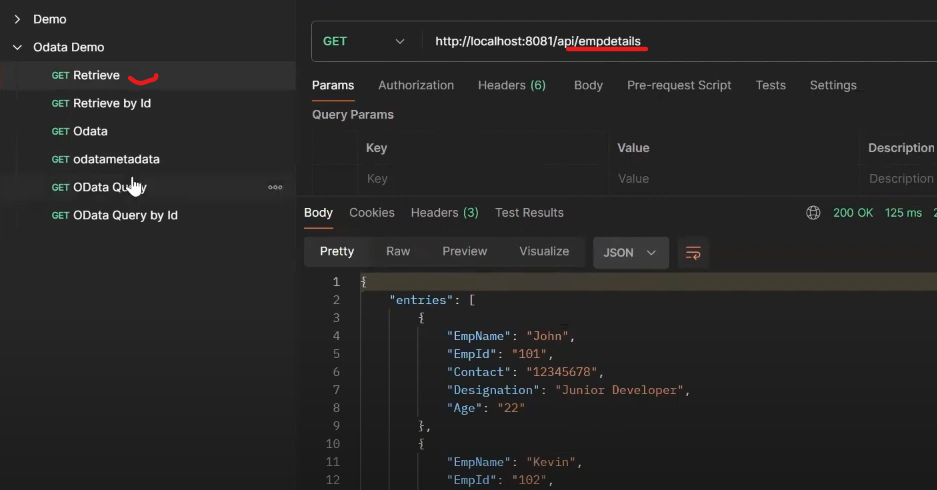 Demo
Odata Demo
GET Retrieve
GET Retrieve by Id
GET Odata
GET odatametadata
GET OData Query
GET OData Query by Id
GET http://localhost:8081/api/empdetails
Params Authorization Headers (6) Body Pre-request Script Tests Settings
Query Params
Key Value Description
Key Value Description
Body Cookies Headers (3) Test Results 200 OK 125 ms
Pretty Raw Preview Visualize JSON
1 {
2 "entries": [
3 {
4 "EmpName": "John",
5 "EmpId": "101",
6 "Contact": "12345678",
7 "Designation": "Junior Developer",
8 "Age": "22"
9 },
10 {
11 "EmpName": "Kevin",
12 "EmpId": "102",